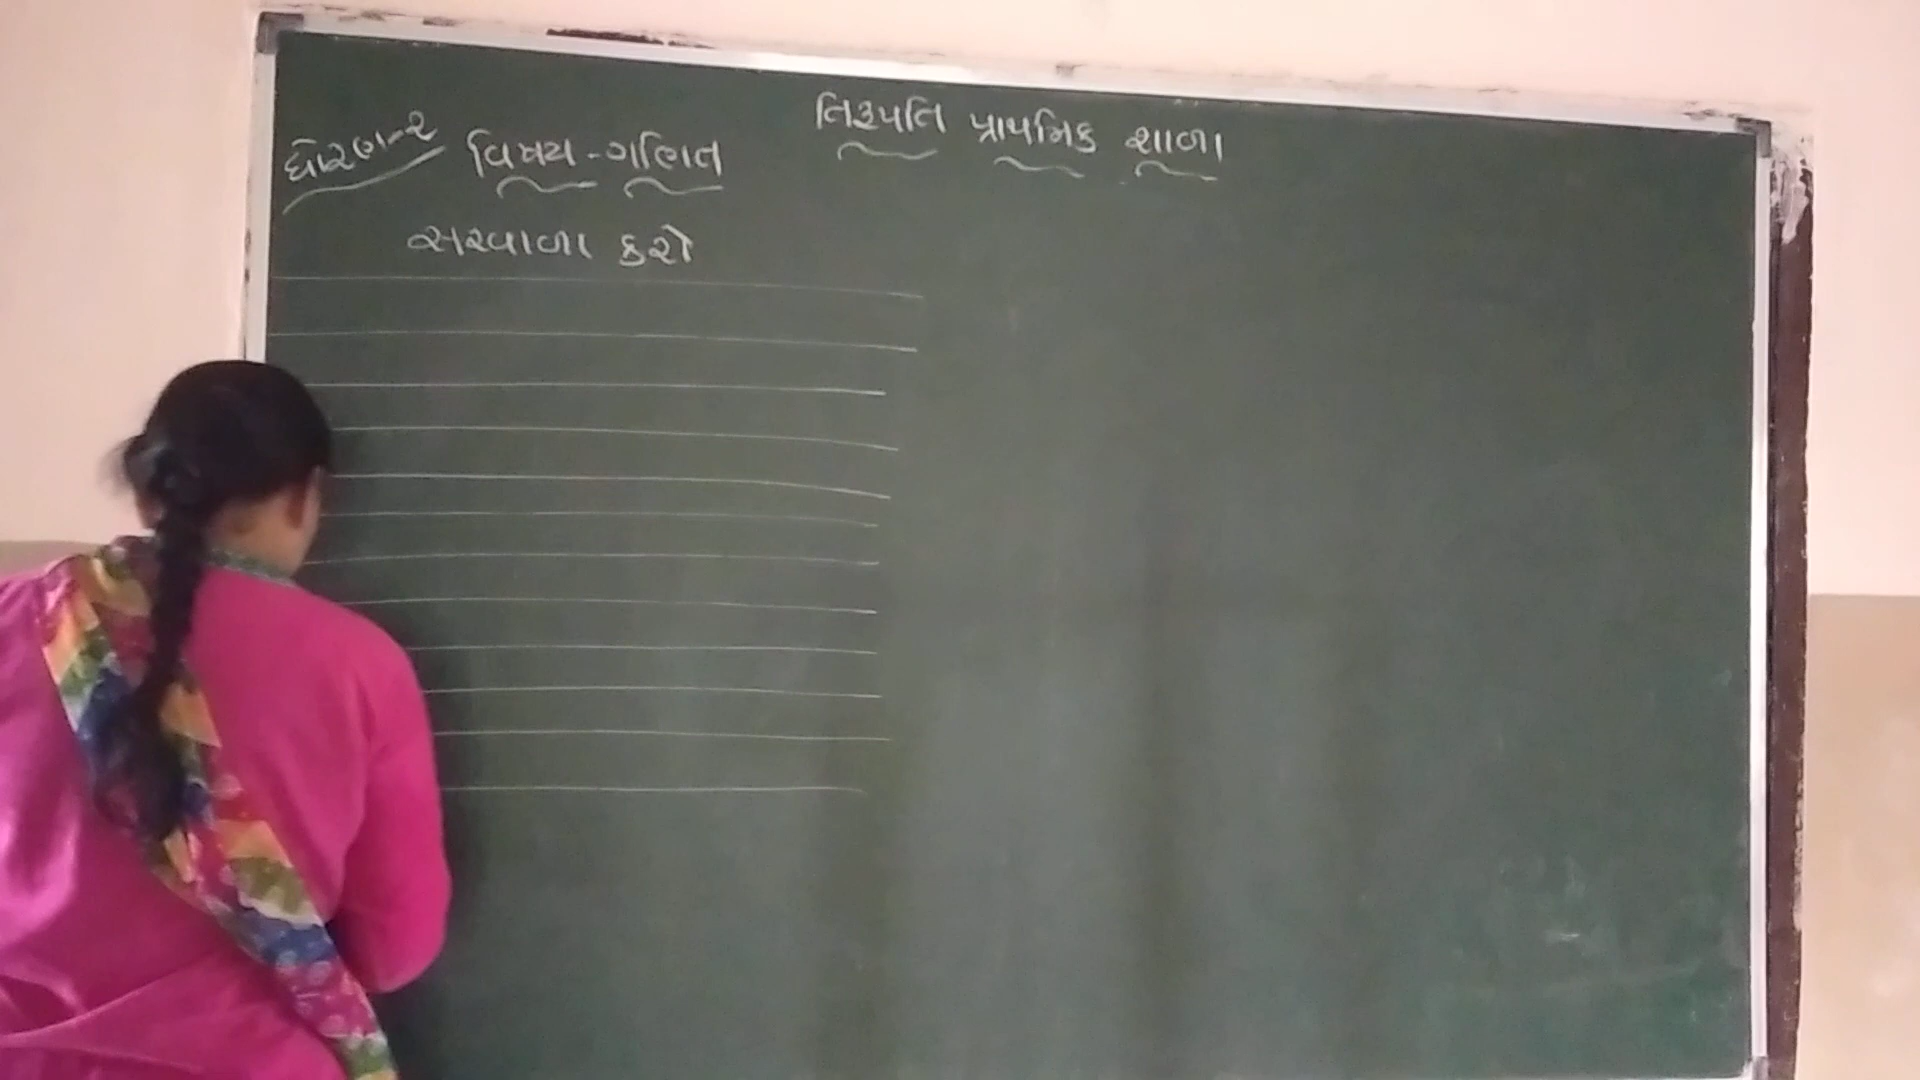 તિરુપતિ પ્રાથમિક શાળા
ધોરણ-૨ વિષય-ગણિત
સરવાળા કરો